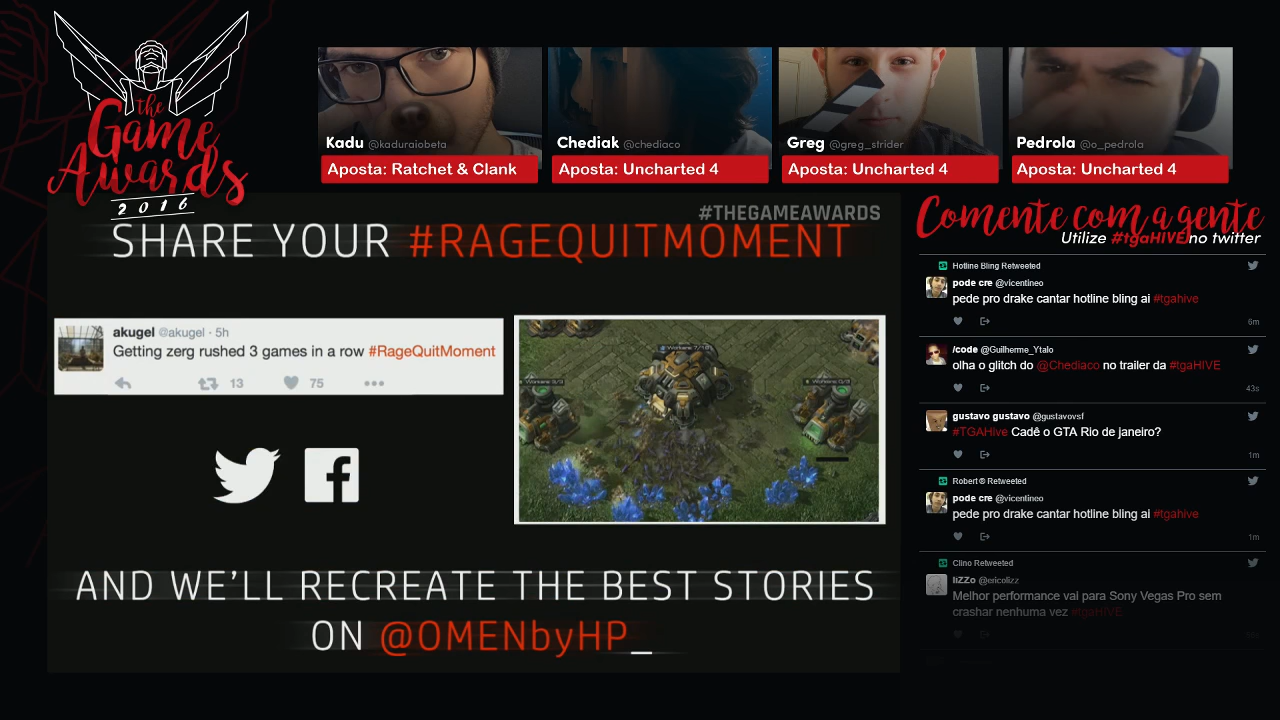 the
Game
Awards
2016
Kadu @kaduraiobeta
Aposta: Ratchet & Clank
Chediak @chediaco
Aposta: Uncharted 4
Greg @greg_strider
Aposta: Uncharted 4
Pedrola @o_pedrola
Aposta: Uncharted 4
#THEGAMEAWARDS
SHARE YOUR #RAGEQUITMOMENT
akugel @akugel · 5h
Getting zerg rushed 3 games in a row #RageQuitMoment
13 75
AND WE'LL RECREATE THE BEST STORIES
ON @OMENbyHP_
Comente com a gente
Utilize #tgaHIVE no twitter
Hotline Bling Retweeted
pode cre @vicentineo
pede pro drake cantar hotline bling ai #tgahive
6m
/code @Guilherme_Ytalo
olha o glitch do @Chediaco no trailer da #tgaHIVE
43s
gustavo gustavo @gustavovsf
#TGAHive Cadê o GTA Rio de janeiro?
1m
Robert® Retweeted
pode cre @vicentineo
pede pro drake cantar hotline bling ai #tgahive
1m
Clino Retweeted
liZZo @ericolizz
Melhor performance vai para Sony Vegas Pro sem
crashar nenhuma vez #tgaHIVE